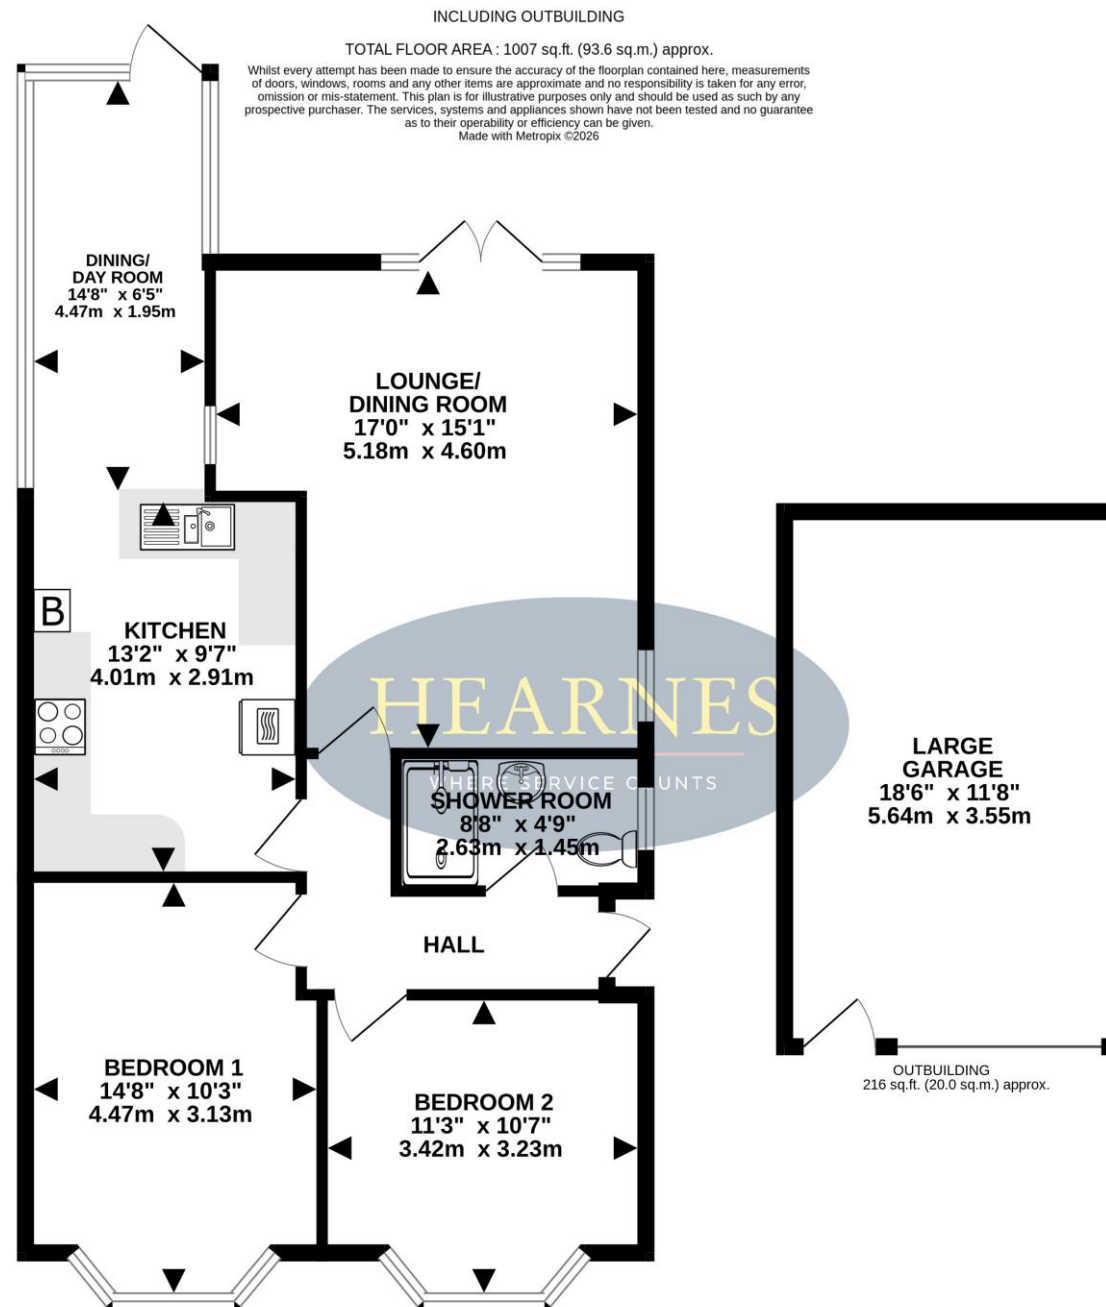 INCLUDING OUTBUILDING
TOTAL FLOOR AREA : 1007 sq.ft. (93.6 sq.m.) approx.
Whilst every attempt has been made to ensure the accuracy of the floorplan contained here, measurements
of doors, windows, rooms and any other items are approximate and no responsibility is taken for any error,
omission or mis-statement. This plan is for illustrative purposes only and should be used as such by any
prospective purchaser. The services, systems and appliances shown have not been tested and no guarantee
as to their operability or efficiency can be given.
Made with Metropix ©2026
DINING/
DAY ROOM
14'8" x 6'5"
4.47m x 1.95m
LOUNGE/
DINING ROOM
17'0" x 15'1"
5.18m x 4.60m
B
KITCHEN
13'2" x 9'7"
4.01m x 2.91m
HEARNES
WHERE SERVICE COUNTS
SHOWER ROOM
8'8" x 4'9"
2.63m x 1.45m
LARGE
GARAGE
18'6" x 11'8"
5.64m x 3.55m
HALL
BEDROOM 1
14'8" x 10'3"
4.47m x 3.13m
BEDROOM 2
11'3" x 10'7"
3.42m x 3.23m
OUTBUILDING
216 sq.ft. (20.0 sq.m.) approx.